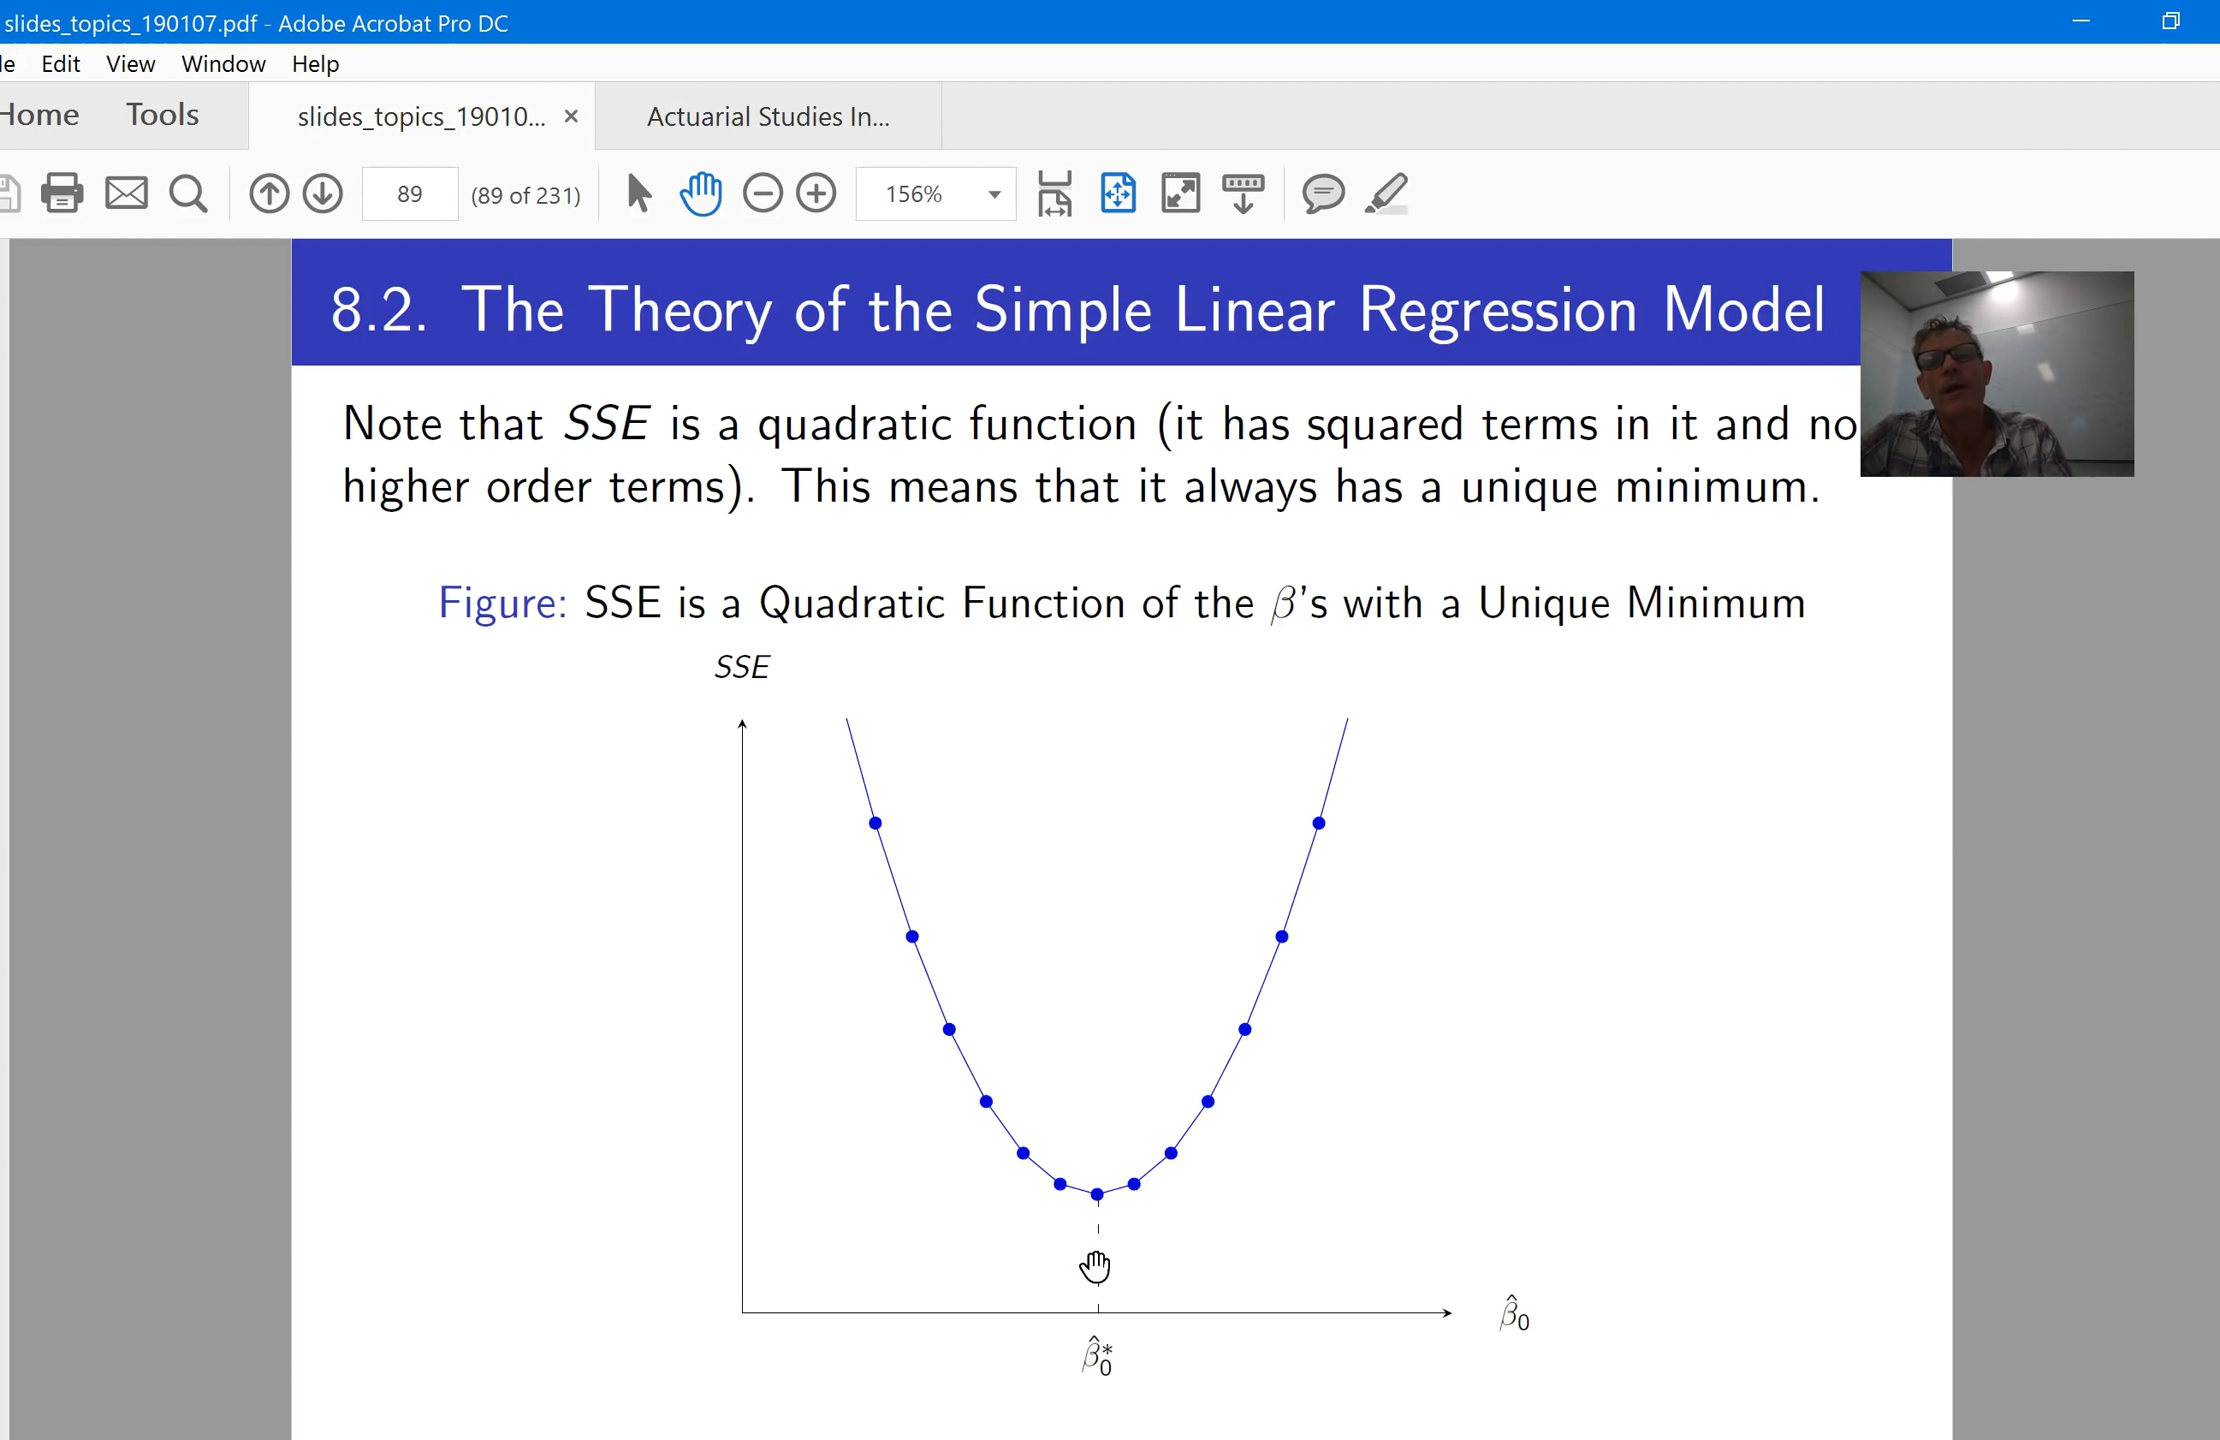 slides_topics_190107.pdf - Adobe Acrobat Pro DC
le Edit View Window Help
Home Tools slides_topics_19010... × Actuarial Studies In...
89 (89 of 231) 156%
8.2. The Theory of the Simple Linear Regression Model
Note that SSE is a quadratic function (it has squared terms in it and no
higher order terms). This means that it always has a unique minimum.
Figure: SSE is a Quadratic Function of the β's with a Unique Minimum
SSE
β̂₀
β̂₀*